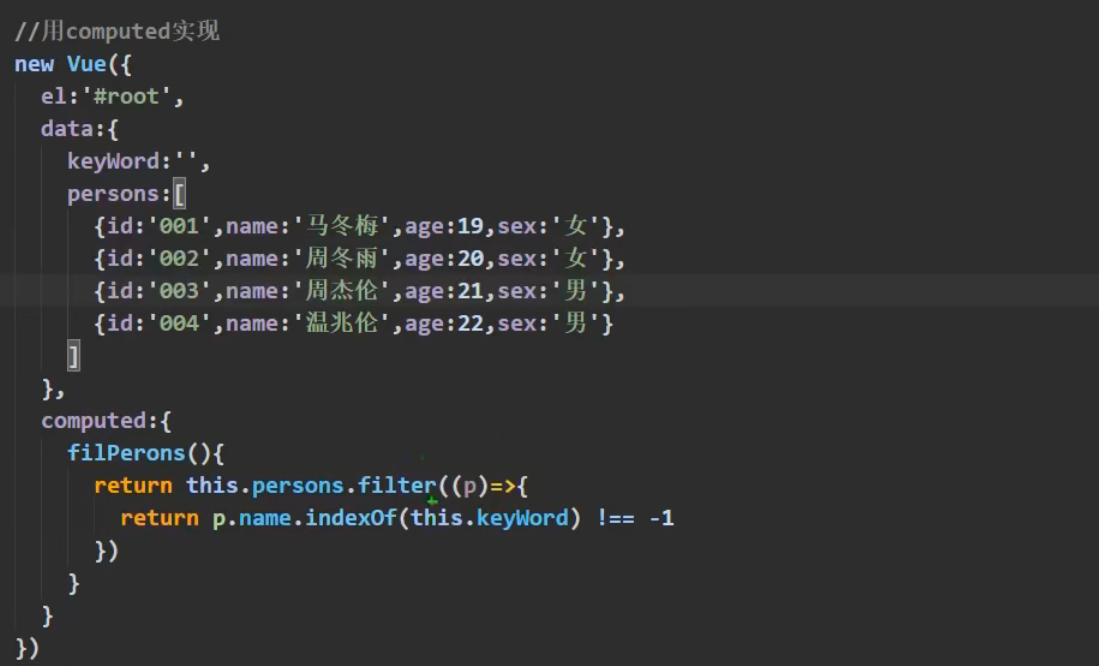 //用computed实现
new Vue({
el:'#root',
data:{
keyWord:'',
persons:[
{id:'001',name:'马冬梅',age:19,sex:'女'},
{id:'002',name:'周冬雨',age:20,sex:'女'},
{id:'003',name:'周杰伦',age:21,sex:'男'},
{id:'004',name:'温兆伦',age:22,sex:'男'}
]
},
computed:{
filPerons(){
return this.persons.filter((p)=>{
return p.name.indexOf(this.keyWord) !== -1
})
}
}
})